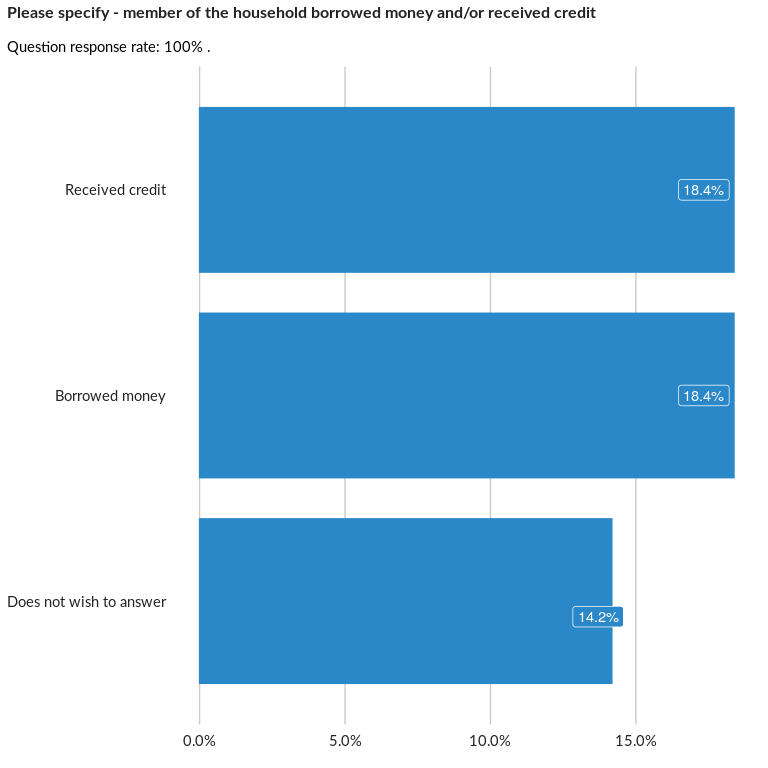 Please specify - member of the household borrowed money and/or received credit
Question response rate: 100% .
Received credit
18.4%
Borrowed money
18.4%
Does not wish to answer
14.2%
0.0%
5.0%
10.0%
15.0%